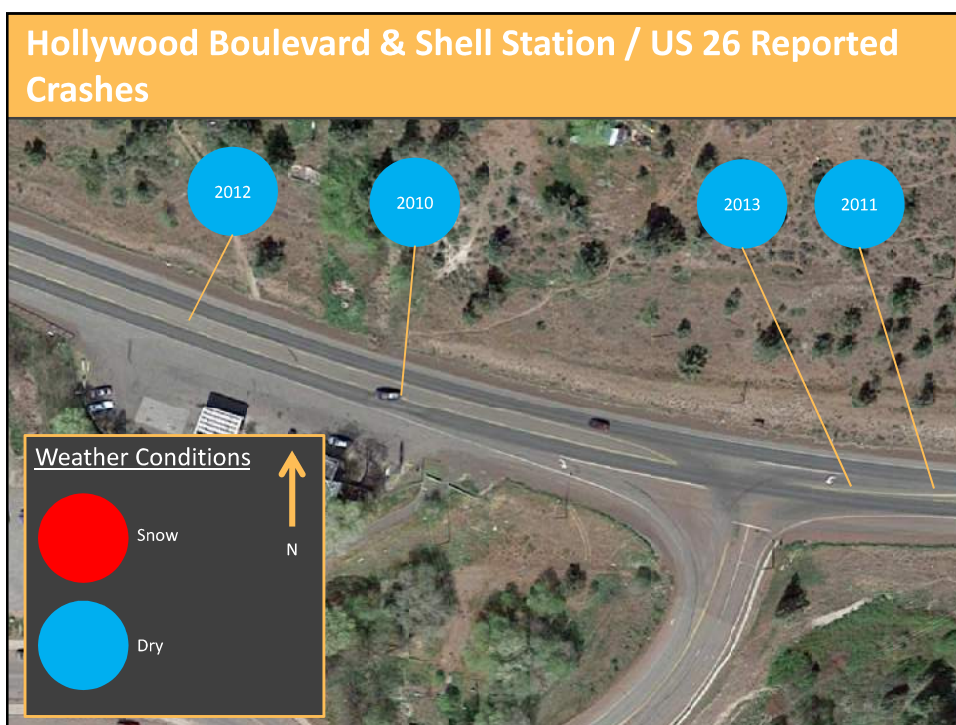 Hollywood Boulevard & Shell Station / US 26 Reported
Crashes
2012
2010
2013
2011
Weather Conditions
Snow
N
Dry